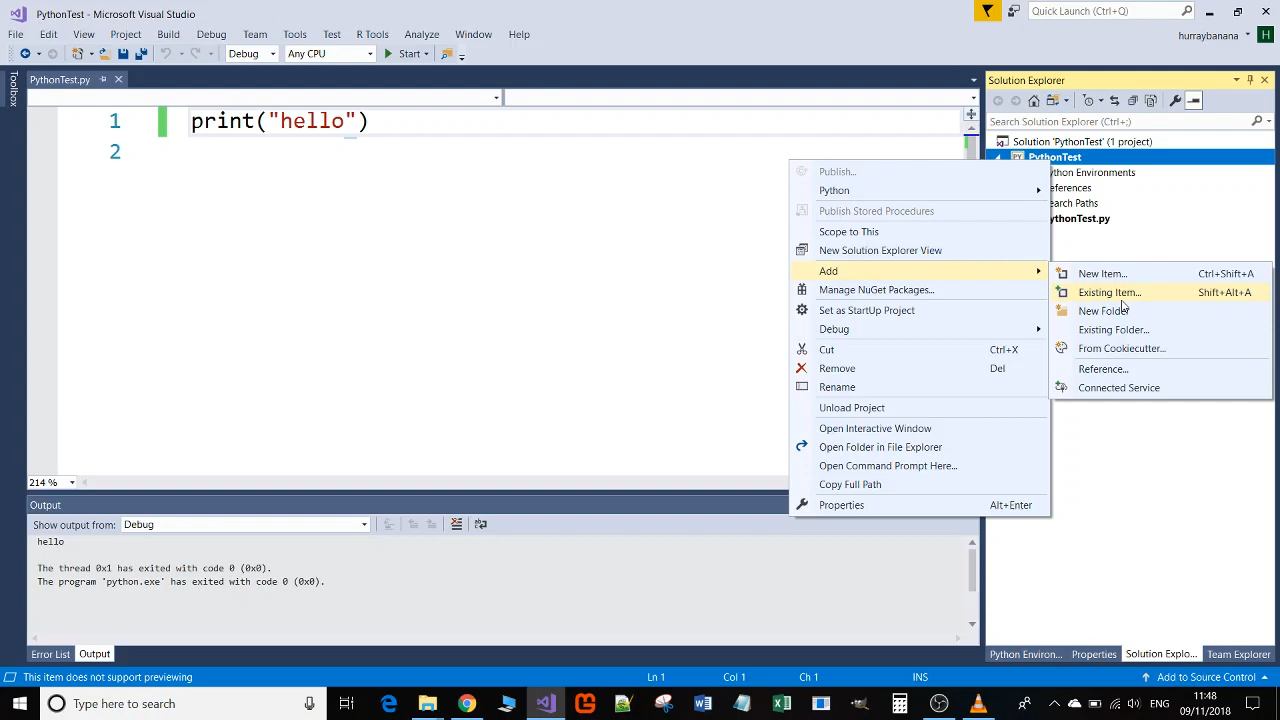 PythonTest - Microsoft Visual Studio
Quick Launch (Ctrl+Q)
File Edit View Project Build Debug Team Tools Test R Tools Analyze Window Help
hurraybanana H
Debug Any CPU Start
Toolbox
PythonTest.py
1 print("hello")
2
214 %
Solution Explorer
Search Solution Explorer (Ctrl+;)
Solution 'PythonTest' (1 project)
PY PythonTest
ython Environments
eferences
earch Paths
ythonTest.py
Publish...
Python
Publish Stored Procedures
Scope to This
New Solution Explorer View
Add
Manage NuGet Packages...
Set as StartUp Project
Debug
Cut Ctrl+X
Remove Del
Rename
Unload Project
Open Interactive Window
Open Folder in File Explorer
Open Command Prompt Here...
Copy Full Path
Properties Alt+Enter
New Item... Ctrl+Shift+A
Existing Item... Shift+Alt+A
New Folder
Existing Folder...
From Cookiecutter...
Reference...
Connected Service
Output
Show output from: Debug
hello
The thread 0x1 has exited with code 0 (0x0).
The program 'python.exe' has exited with code 0 (0x0).
Error List Output
Python Environ... Properties Solution Explo... Team Explorer
This item does not support previewing Ln 1 Col 1 Ch 1 INS Add to Source Control
Type here to search
ENG
11:48
09/11/2018